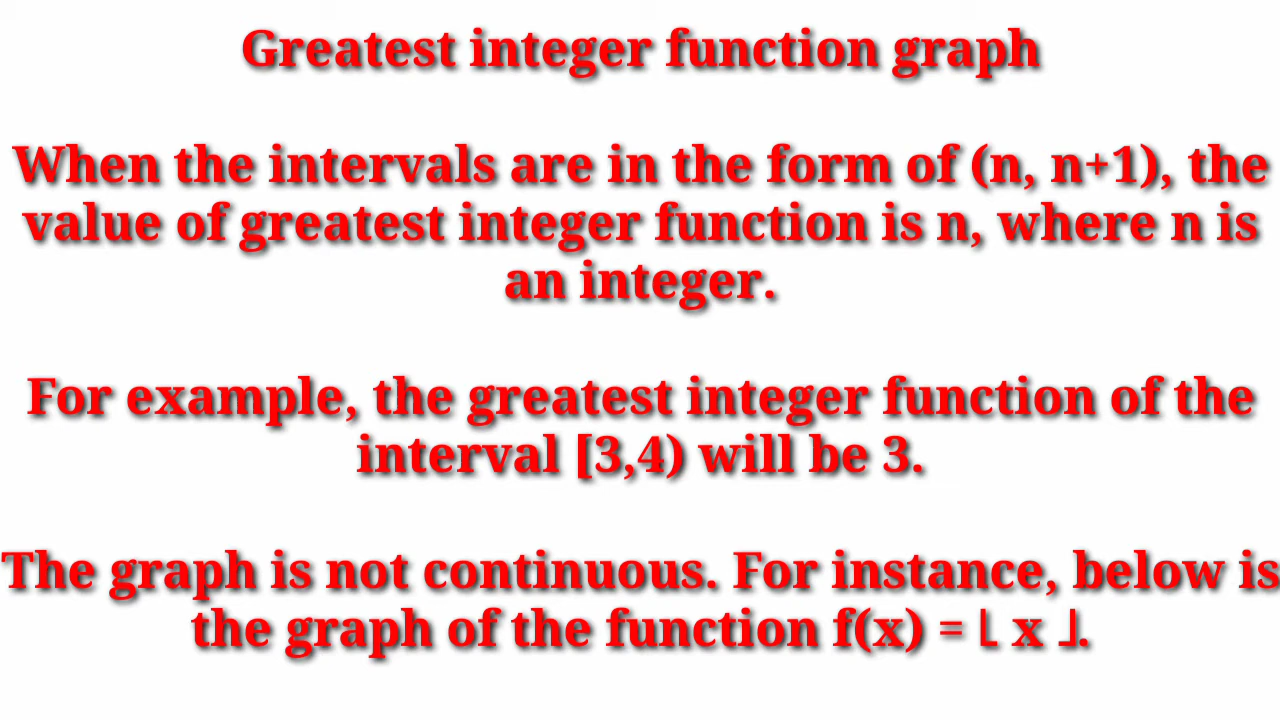 Greatest integer function graph
When the intervals are in the form of (n, n+1), the
value of greatest integer function is n, where n is
an integer.
For example, the greatest integer function of the
interval [3,4) will be 3.
The graph is not continuous. For instance, below is
the graph of the function f(x) = ⌊ x ⌋.